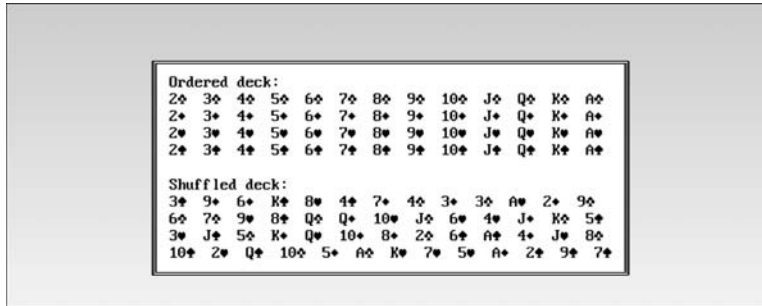 Ordered deck:
2♣ 3♣ 4♣ 5♣ 6♣ 7♣ 8♣ 9♣ 10♣ J♣ Q♣ K♣ A♣
2♦ 3♦ 4♦ 5♦ 6♦ 7♦ 8♦ 9♦ 10♦ J♦ Q♦ K♦ A♦
2♥ 3♥ 4♥ 5♥ 6♥ 7♥ 8♥ 9♥ 10♥ J♥ Q♥ K♥ A♥
2♠ 3♠ 4♠ 5♠ 6♠ 7♠ 8♠ 9♠ 10♠ J♠ Q♠ K♠ A♠
Shuffled deck:
3♠ 9♦ 6♦ K♠ 8♥ 4♠ 7♦ 4♣ 3♦ 3♣ A♥ 2♦ 9♣
6♣ 7♣ 9♥ 8♠ Q♣ Q♦ 10♥ J♣ 6♥ 4♥ J♦ K♣ 5♠
3♥ J♠ 5♣ K♦ Q♥ 10♦ 8♦ 2♣ 6♠ A♠ 4♦ J♥ 8♣
10♠ 2♥ Q♠ 10♣ 5♦ A♣ K♥ 7♥ 5♥ A♦ 2♠ 9♠ 7♠